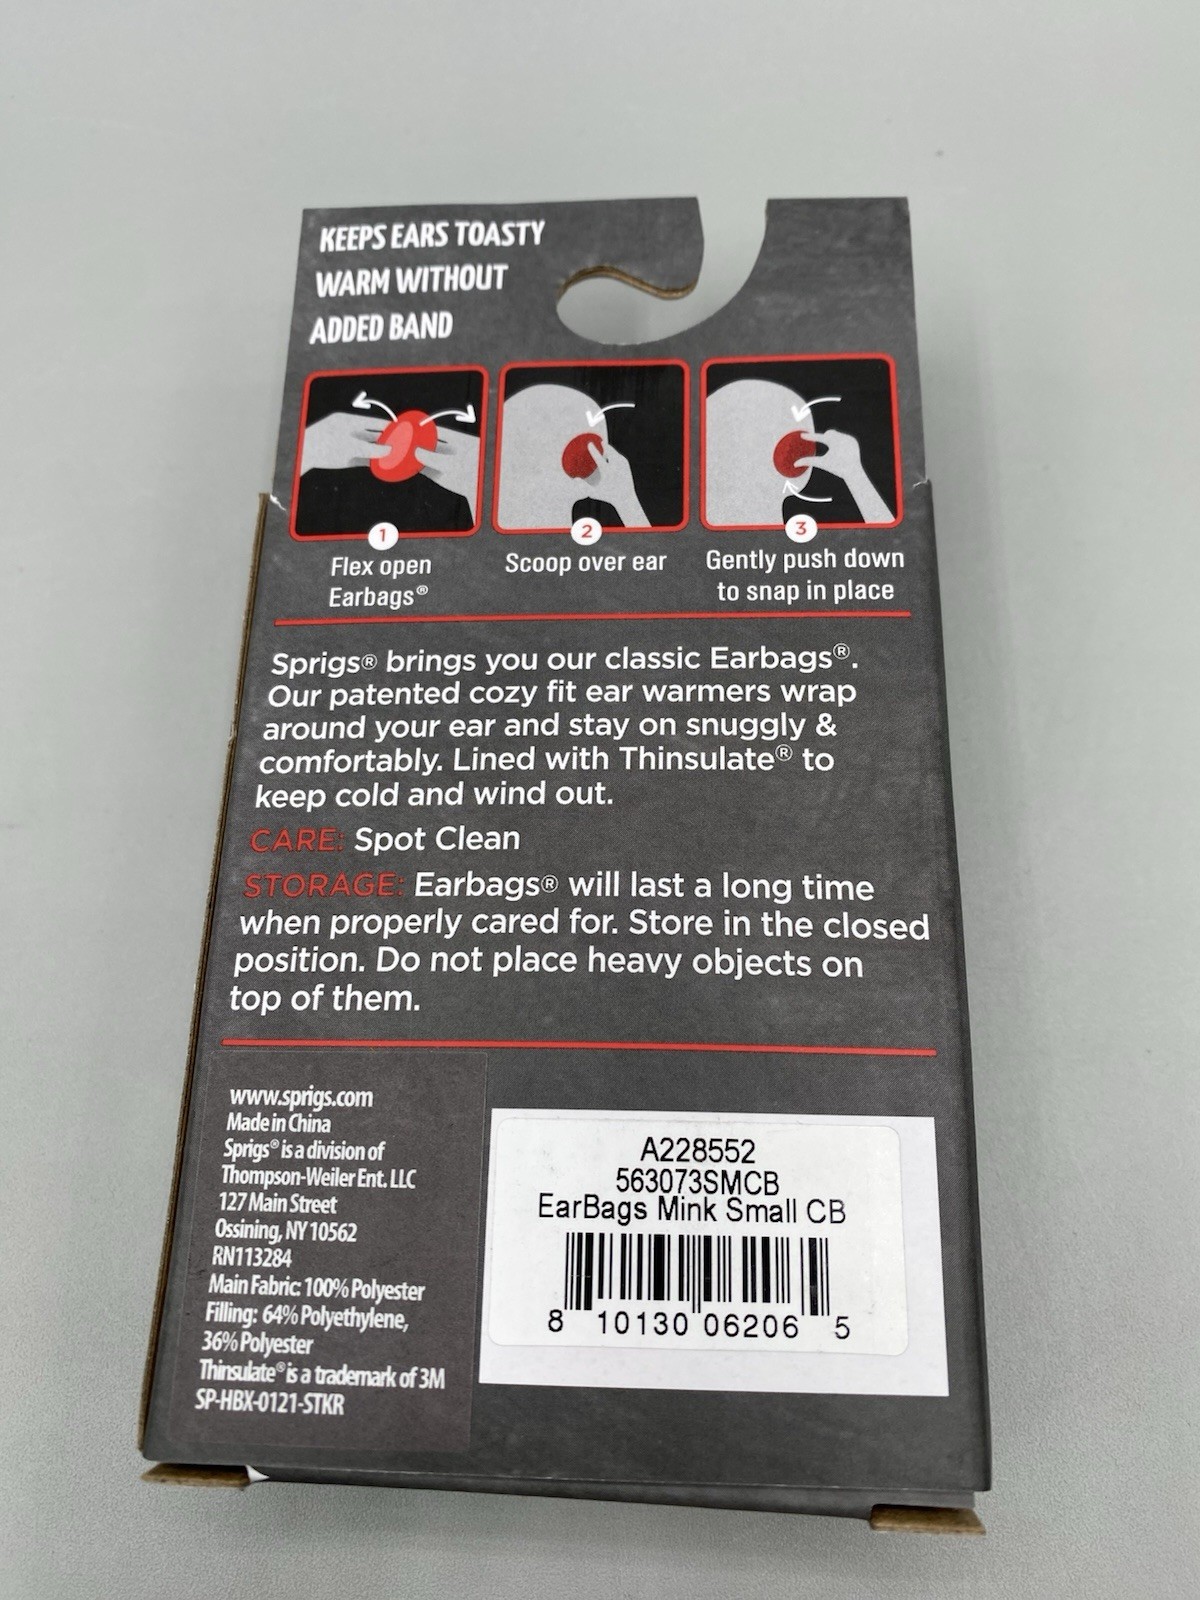 KEEPS EARS TOASTY
WARM WITHOUT
ADDED BAND
1
Flex open
Earbags®
2
Scoop over ear
3
Gently push down
to snap in place
Sprigs® brings you our classic Earbags®.
Our patented cozy fit ear warmers wrap
around your ear and stay on snuggly &
comfortably. Lined with Thinsulate® to
keep cold and wind out.
CARE: Spot Clean
STORAGE: Earbags® will last a long time
when properly cared for. Store in the closed
position. Do not place heavy objects on
top of them.
www.sprigs.com
Made in China
Sprigs® is a division of
Thompson-Weiler Ent. LLC
127 Main Street
Ossining, NY 10562
RN113284
Main Fabric: 100% Polyester
Filling: 64% Polyethylene,
36% Polyester
Thinsulate® is a trademark of 3M
SP-HBX-0121-STKR
A228552
563073SMCB
EarBags Mink Small CB
8 10130 06206 5